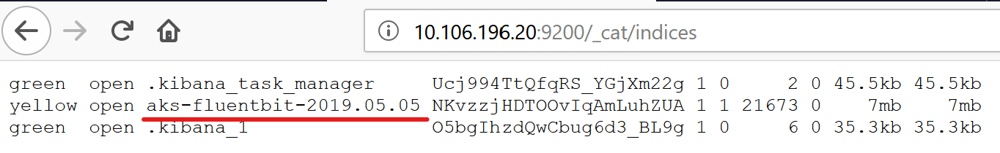 10.106.196.20:9200/_cat/indices
green open .kibana_task_manager Ucj994TtQfqRS_YGjXm22g 1 0 2 0 45.5kb 45.5kb
yellow open aks-fluentbit-2019.05.05 NKvzzjHDTOOvIqAmLuhZUA 1 1 21673 0 7mb 7mb
green open .kibana_1 O5bgIhzdQwCbug6d3_BL9g 1 0 6 0 35.3kb 35.3kb